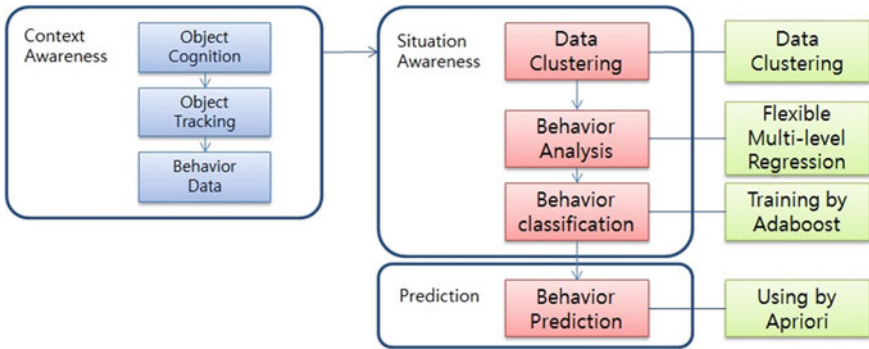 Context
Awareness
Object
Cognition
Object
Tracking
Behavior
Data
Situation
Awareness
Data
Clustering
Data
Clustering
Behavior
Analysis
Flexible
Multi-level
Regression
Behavior
classification
Training by
Adaboost
Prediction
Behavior
Prediction
Using by
Apriori